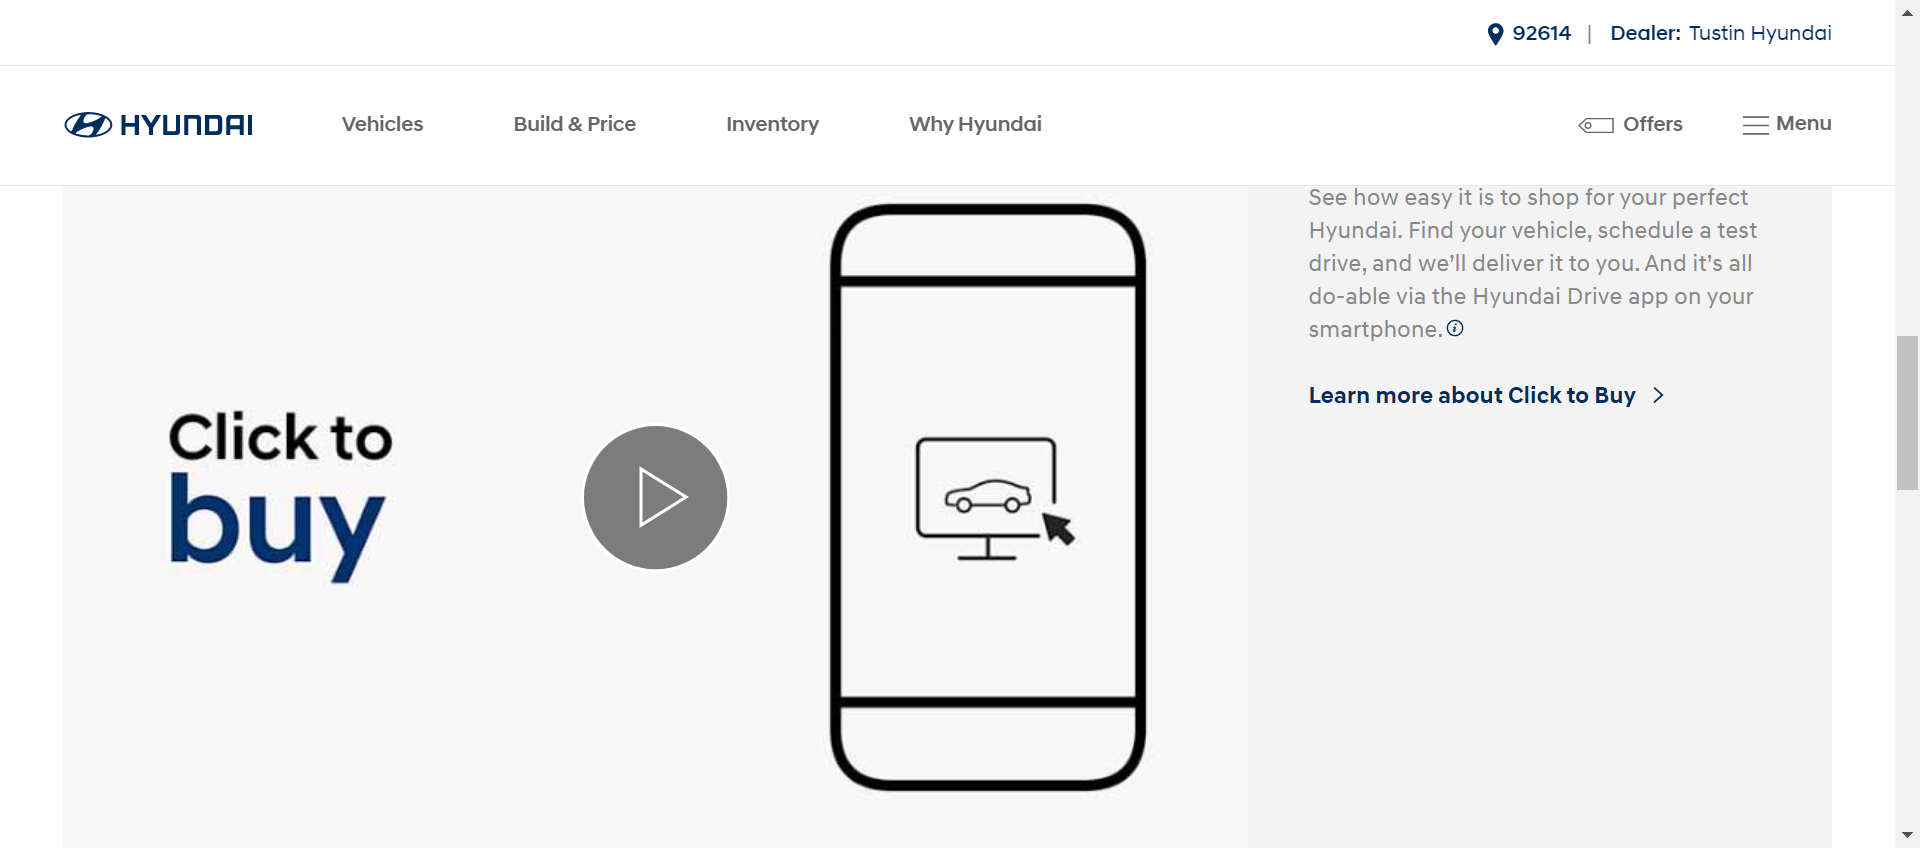 92614 | Dealer: Tustin Hyundai
HYUNDAI Vehicles Build & Price Inventory Why Hyundai Offers Menu
See how easy it is to shop for your perfect
Hyundai. Find your vehicle, schedule a test
drive, and we’ll deliver it to you. And it’s all
do-able via the Hyundai Drive app on your
smartphone.
Learn more about Click to Buy
Click to
buy